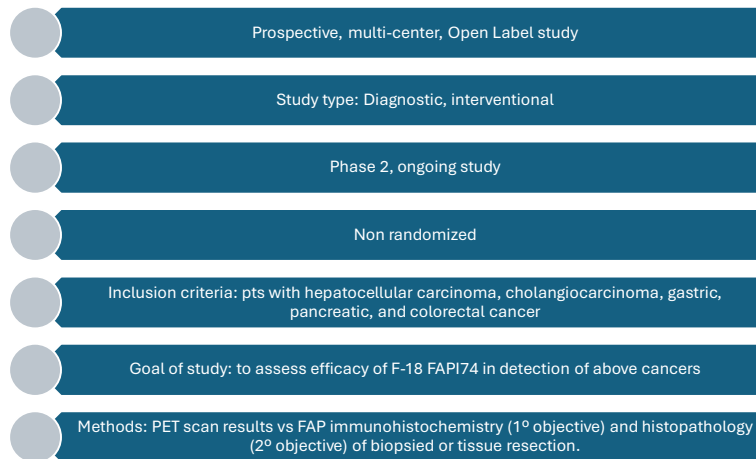 Prospective, multi-center, Open Label study
Study type: Diagnostic, interventional
Phase 2, ongoing study
Non randomized
Inclusion criteria: pts with hepatocellular carcinoma, cholangiocarcinoma, gastric,
pancreatic, and colorectal cancer
Goal of study: to assess efficacy of F-18 FAPI74 in detection of above cancers
Methods: PET scan results vs FAP immunohistochemistry (1º objective) and histopathology
(2º objective) of biopsied or tissue resection.